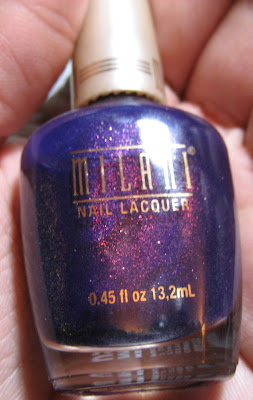 MILANI®
NAIL LACQUER
0.45 fl oz 13,2mL